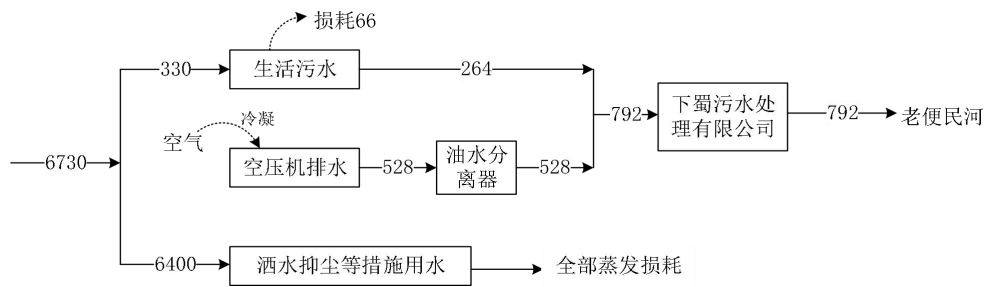 损耗66
330
生活污水
264
冷凝
空气
6730
空压机排水
528
油水分
离器
528
792
下蜀污水处
理有限公司
792
老便民河
6400
洒水抑尘等措施用水
全部蒸发损耗